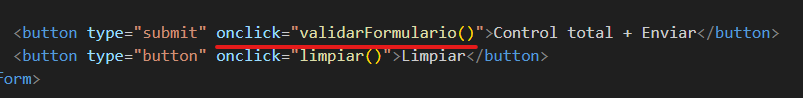 <button type="submit" onclick="validarFormulario()">Control total + Enviar</button>
<button type="button" onclick="limpiar()">Limpiar</button>
Form>